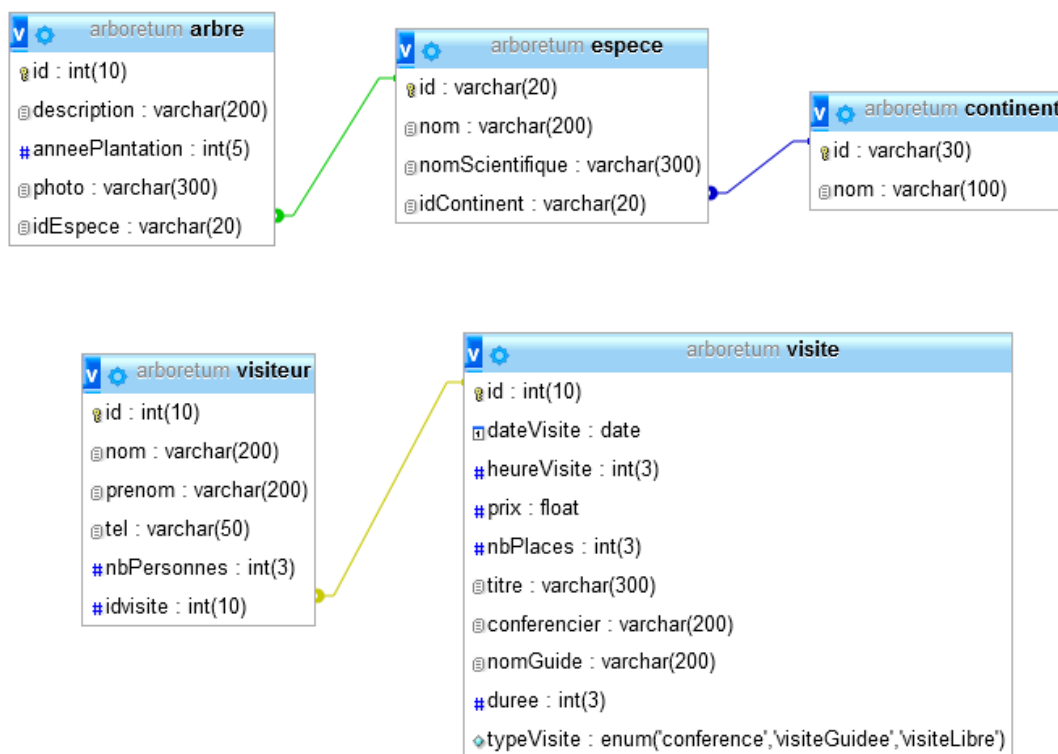 arboretum arbre
id : int(10)
description : varchar(200)
anneePlantation : int(5)
photo : varchar(300)
idEspece : varchar(20)
arboretum espece
id : varchar(20)
nom : varchar(200)
nomScientifique : varchar(300)
idContinent : varchar(20)
arboretum continent
id : varchar(30)
nom : varchar(100)
arboretum visiteur
id : int(10)
nom : varchar(200)
prenom : varchar(200)
tel : varchar(50)
nbPersonnes : int(3)
idvisite : int(10)
arboretum visite
id : int(10)
dateVisite : date
heureVisite : int(3)
prix : float
nbPlaces : int(3)
titre : varchar(300)
conferencier : varchar(200)
nomGuide : varchar(200)
duree : int(3)
typeVisite : enum('conference','visiteGuidee','visiteLibre')